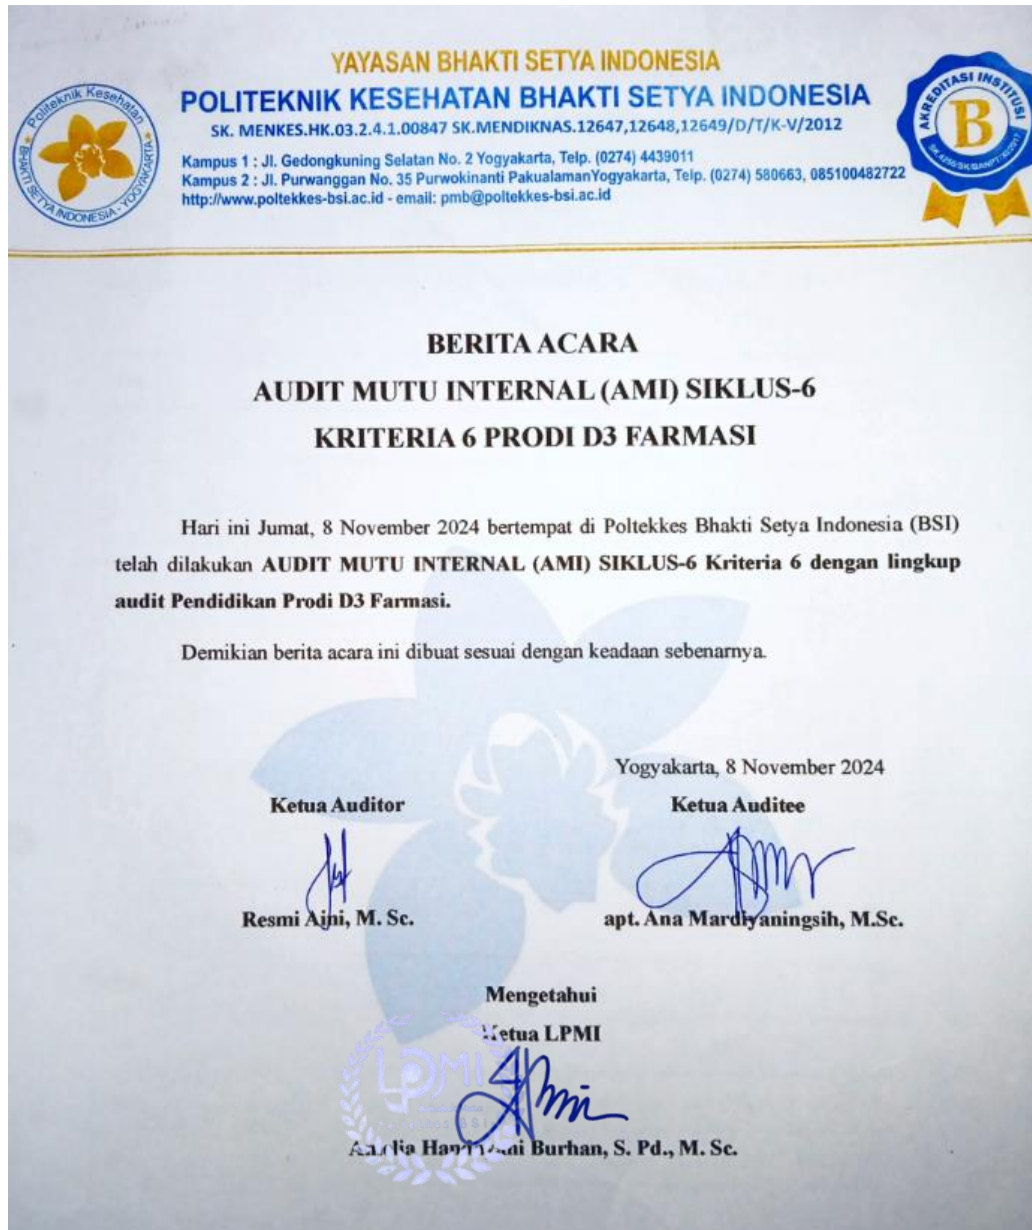 YAYASAN BHAKTI SETYA INDONESIA
POLITEKNIK KESEHATAN BHAKTI SETYA INDONESIA
SK. MENKES.HK.03.2.4.1.00847 SK.MENDIKNAS.12647,12648,12649/D/T/K-V/2012
Kampus 1 : Jl. Gedongkuning Selatan No. 2 Yogyakarta, Telp. (0274) 4439011
Kampus 2 : Jl. Purwanggan No. 35 Purwokinanti PakualamanYogyakarta, Telp. (0274) 580663, 085100482722
http://www.poltekkes-bsi.ac.id - email: pmb@poltekkes-bsi.ac.id
Politeknik Kesehatan
BHAKTI SETYA INDONESIA - YOGYAKARTA
AKREDITASI INSTITUSI
B
BERITA ACARA
AUDIT MUTU INTERNAL (AMI) SIKLUS-6
KRITERIA 6 PRODI D3 FARMASI
Hari ini Jumat, 8 November 2024 bertempat di Poltekkes Bhakti Setya Indonesia (BSI)
telah dilakukan AUDIT MUTU INTERNAL (AMI) SIKLUS-6 Kriteria 6 dengan lingkup
audit Pendidikan Prodi D3 Farmasi.
Demikian berita acara ini dibuat sesuai dengan keadaan sebenarnya.
Yogyakarta, 8 November 2024
Ketua Auditor
Ketua Auditee
Resmi Aini, M. Sc.
apt. Ana Mardiyaningsih, M.Sc.
Mengetahui
Ketua LPMI
LPMI
Burhan, S. Pd., M. Sc.